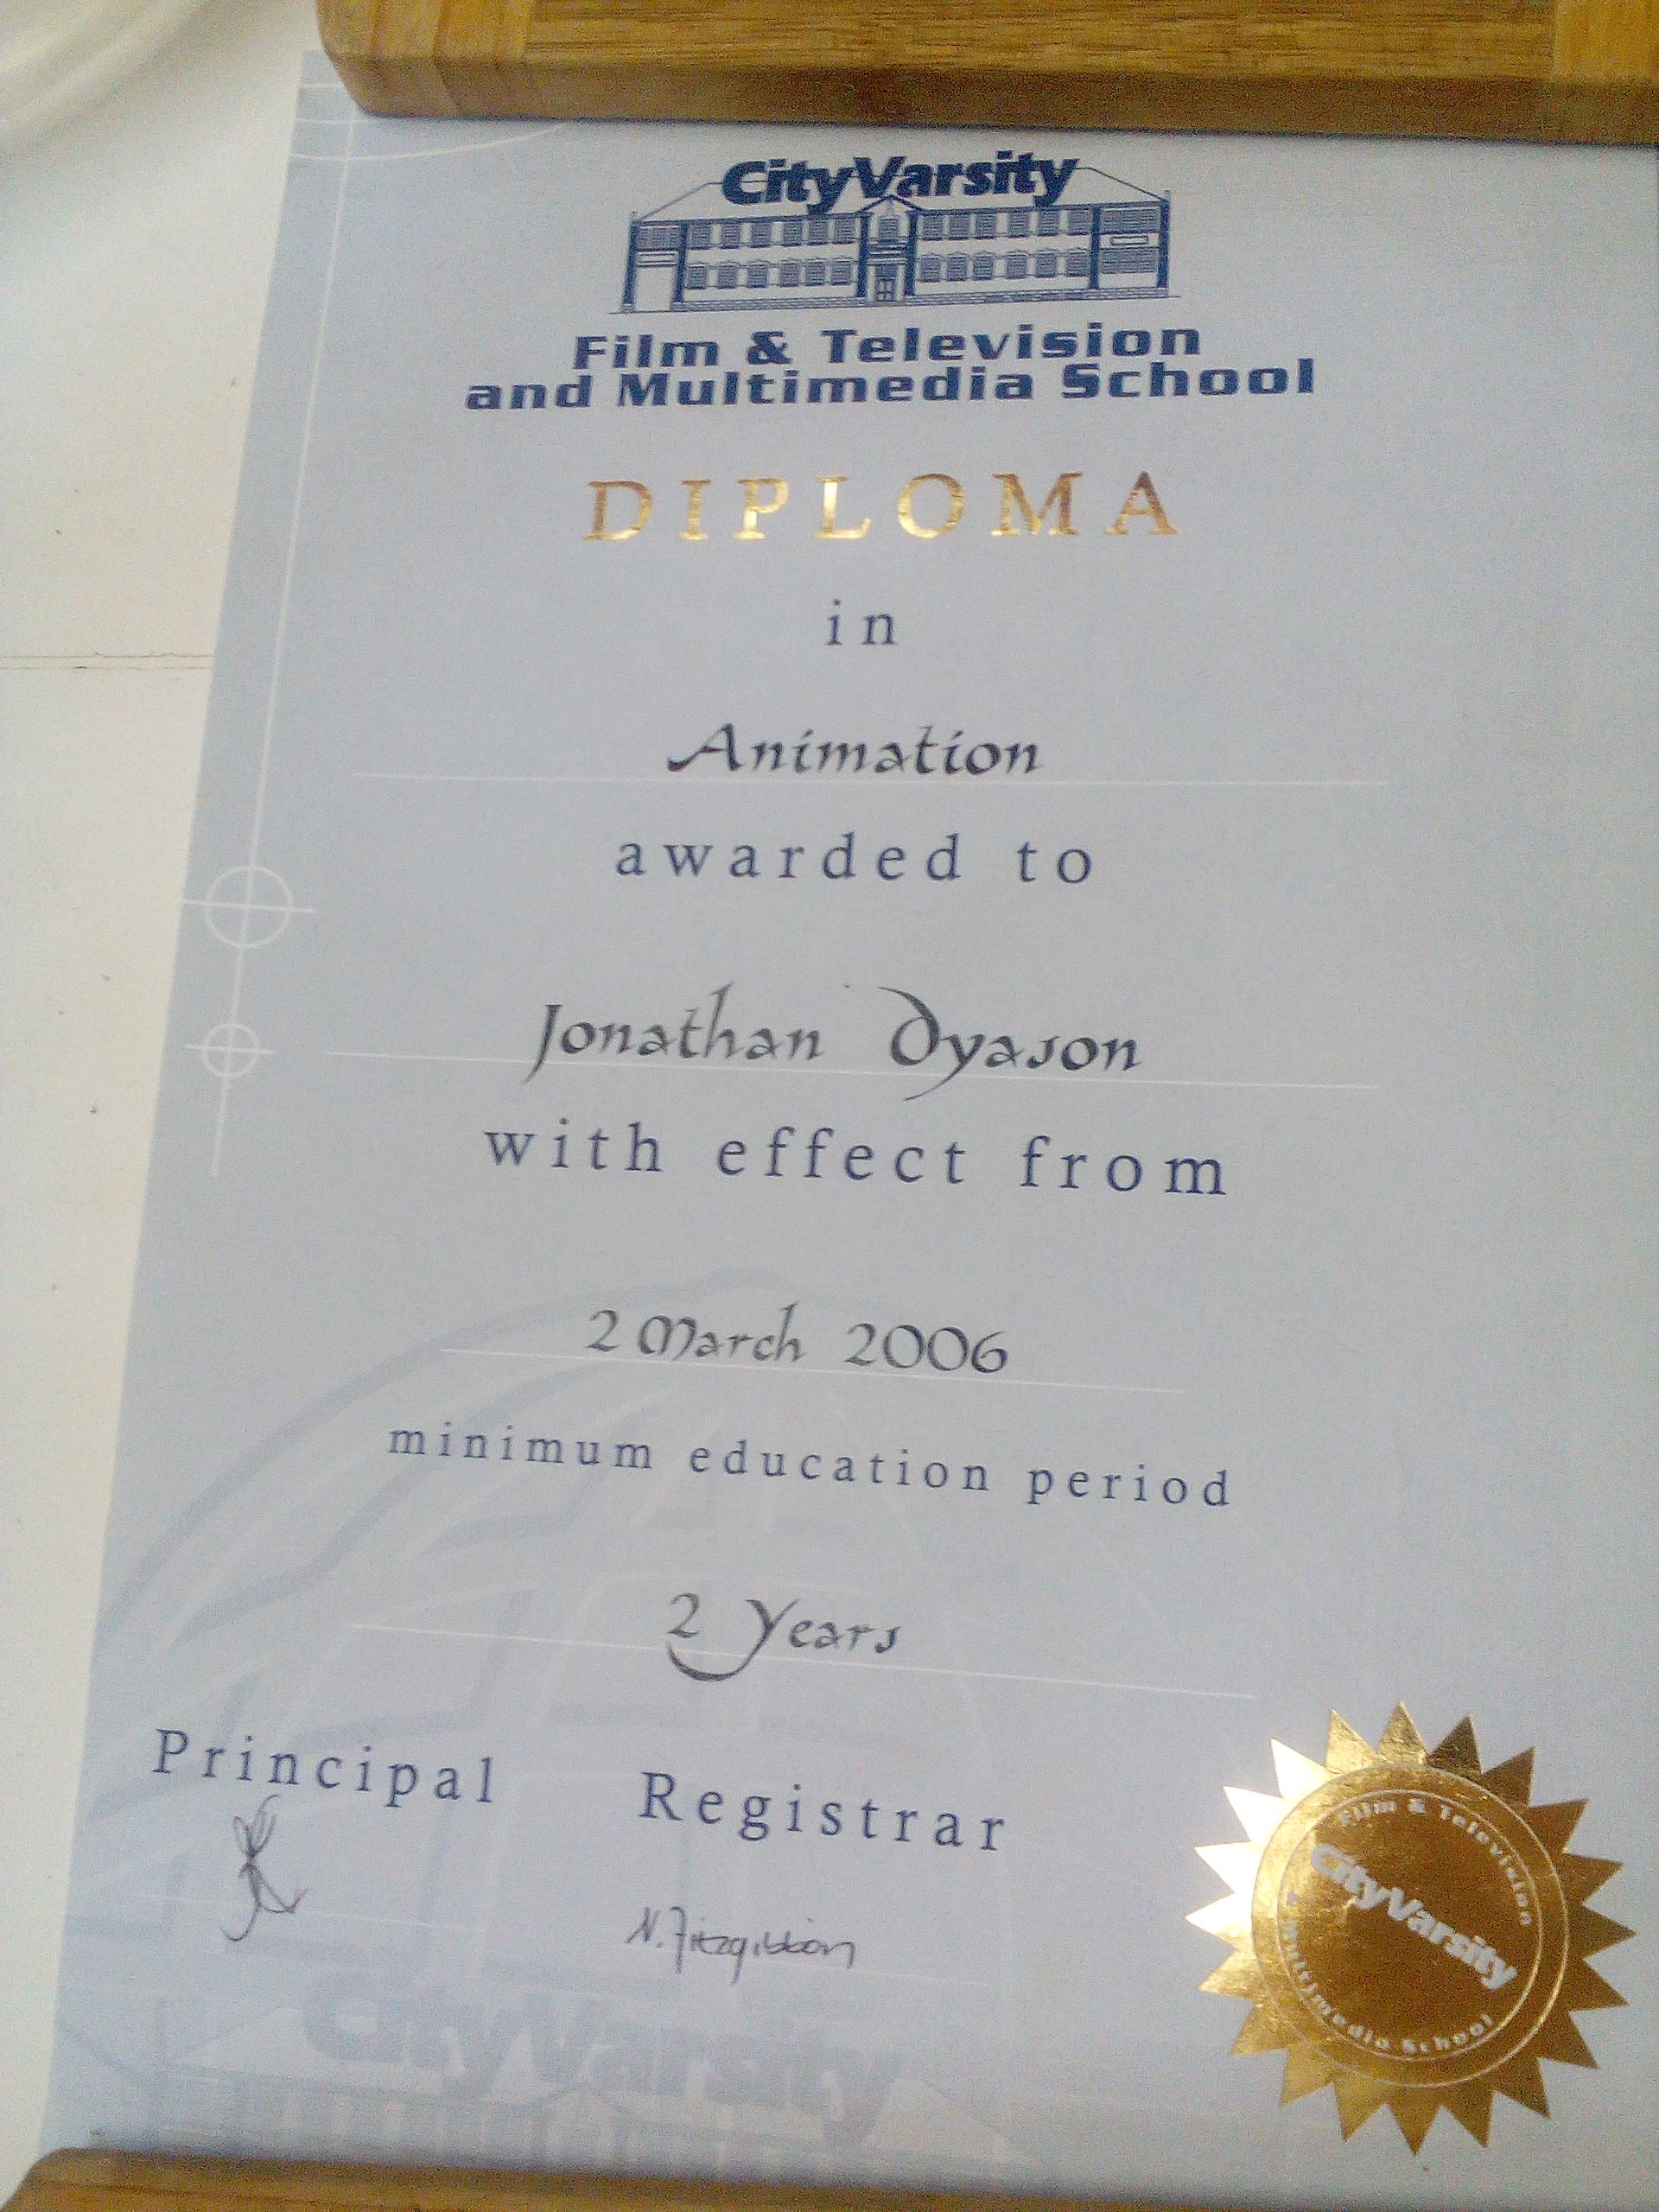 CityVarsity
Film & Television
and Multimedia School
DIPLOMA
in
Animation
awarded to
Jonathan Dyason
with effect from
2 March 2006
minimum education period
2 Years
Principal Registrar
N. Fitzgibbon
Film & Television
CityVarsity
& Multimedia School
CityVarsity